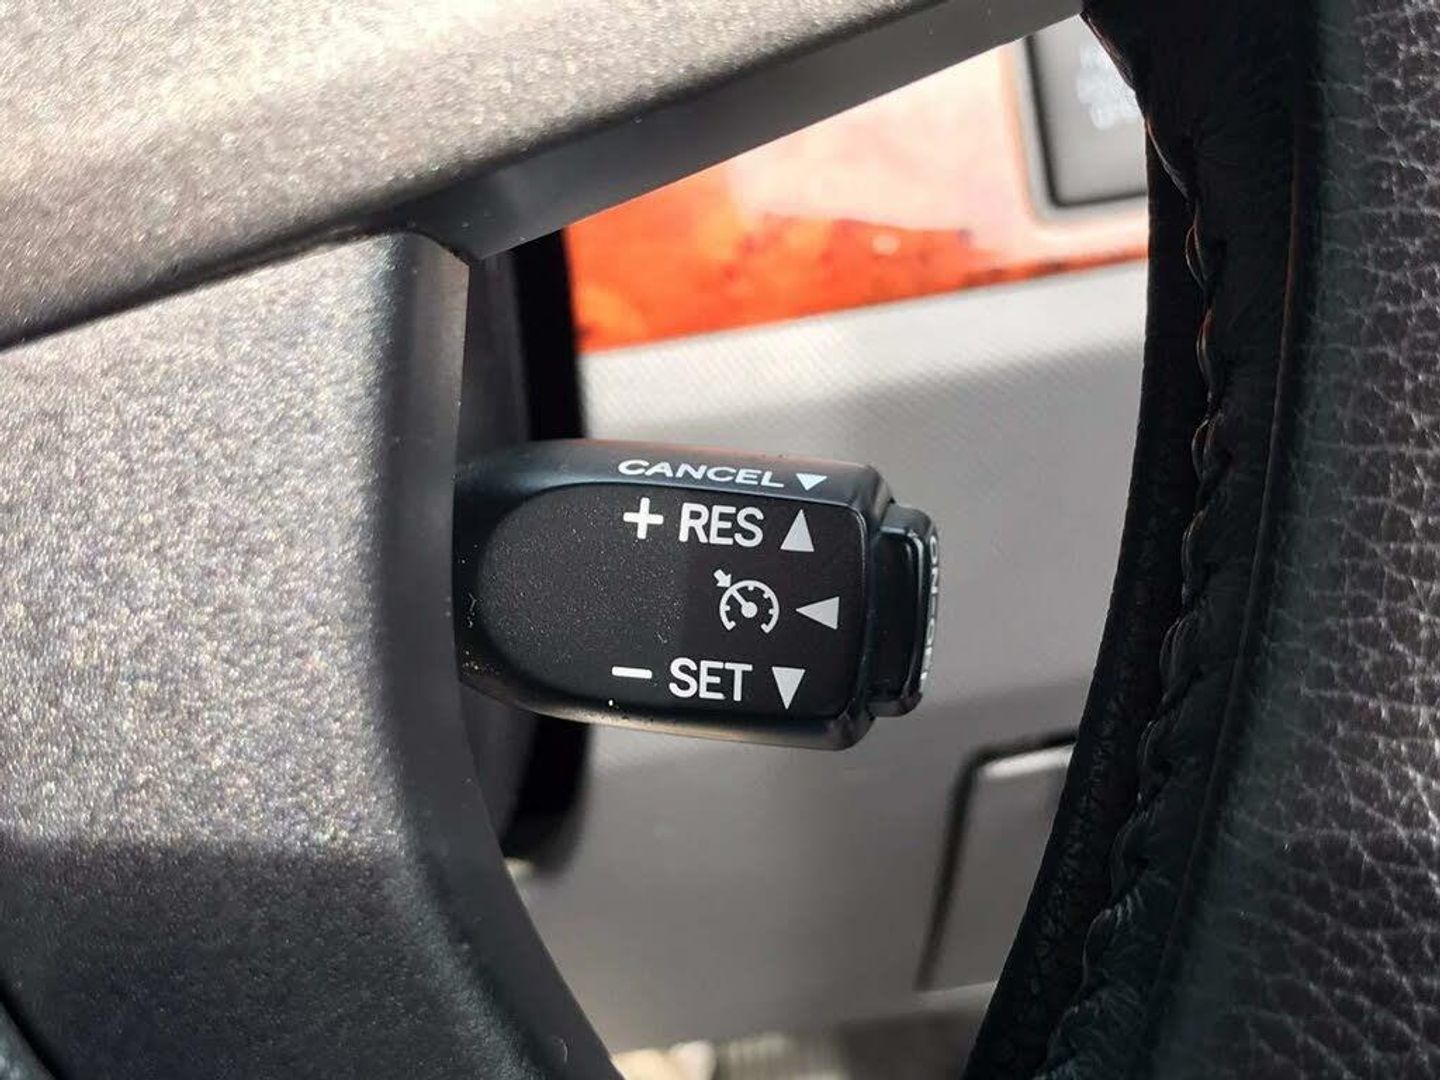 CANCEL
+ RES
- SET